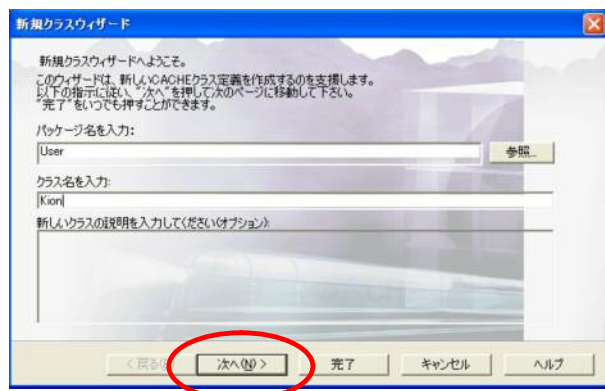 新規クラスウィザード
新規クラスウィザードへようこそ。
このウィザードは、新しいCACHEクラス定義を作成するのを支援します。
以下の指示に従い、"次へ"を押して次のページに移動して下さい。
"完了"をいつでも押すことができます。
パッケージ名を入力:
User
参照...
クラス名を入力:
Kion
新しいクラスの説明を入力してください(オプション):
< 戻る(B) 次へ(N) > 完了 キャンセル ヘルプ